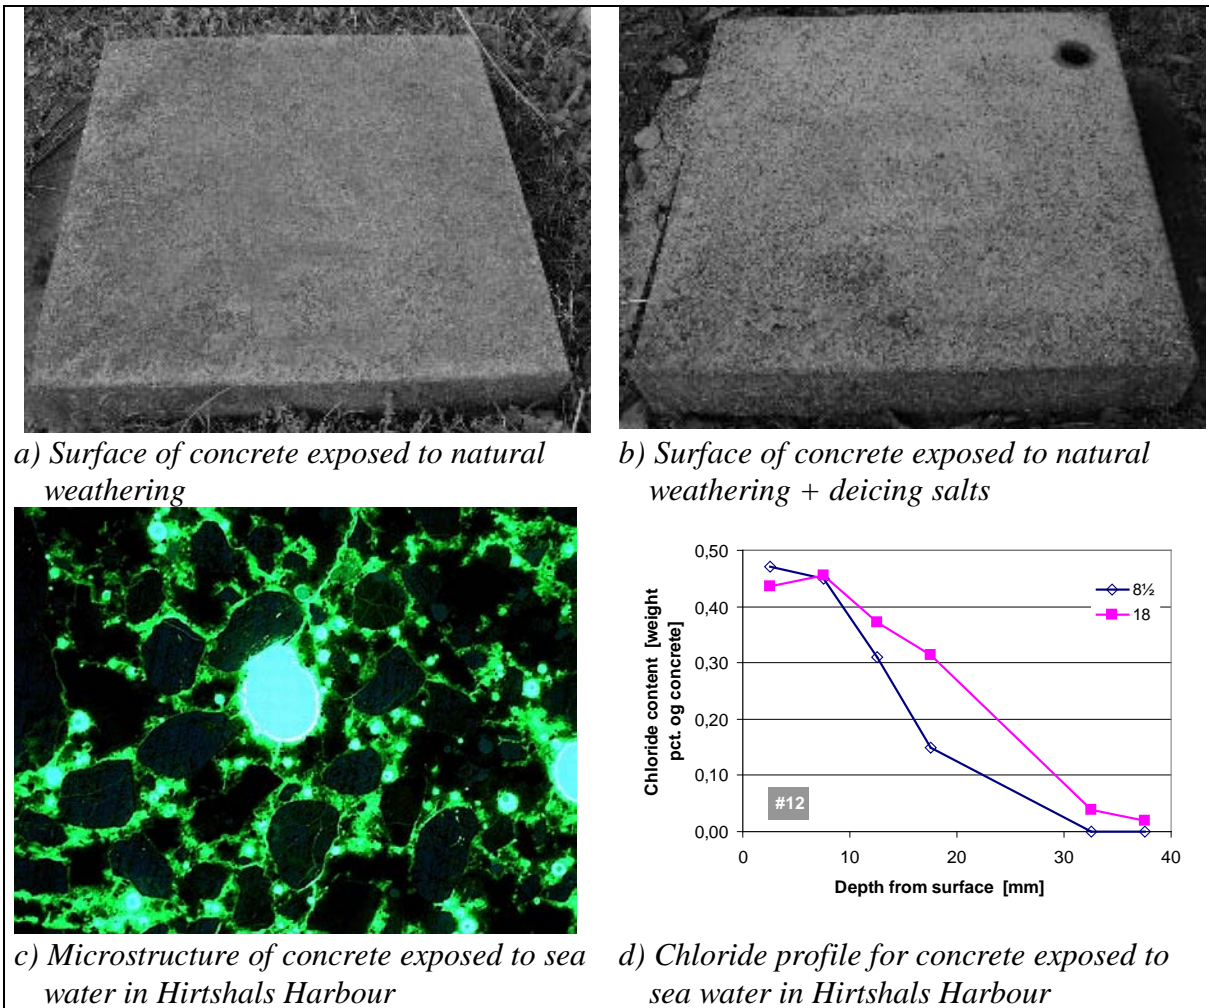 a) Surface of concrete exposed to natural
weathering
b) Surface of concrete exposed to natural
weathering + deicing salts
0,50
0,40
0,30
0,20
0,10
0,00
Chloride content [weight
pct. og concrete]
8½
18
#12
0
10
20
30
40
Depth from surface [mm]
c) Microstructure of concrete exposed to sea
water in Hirtshals Harbour
d) Chloride profile for concrete exposed to
sea water in Hirtshals Harbour